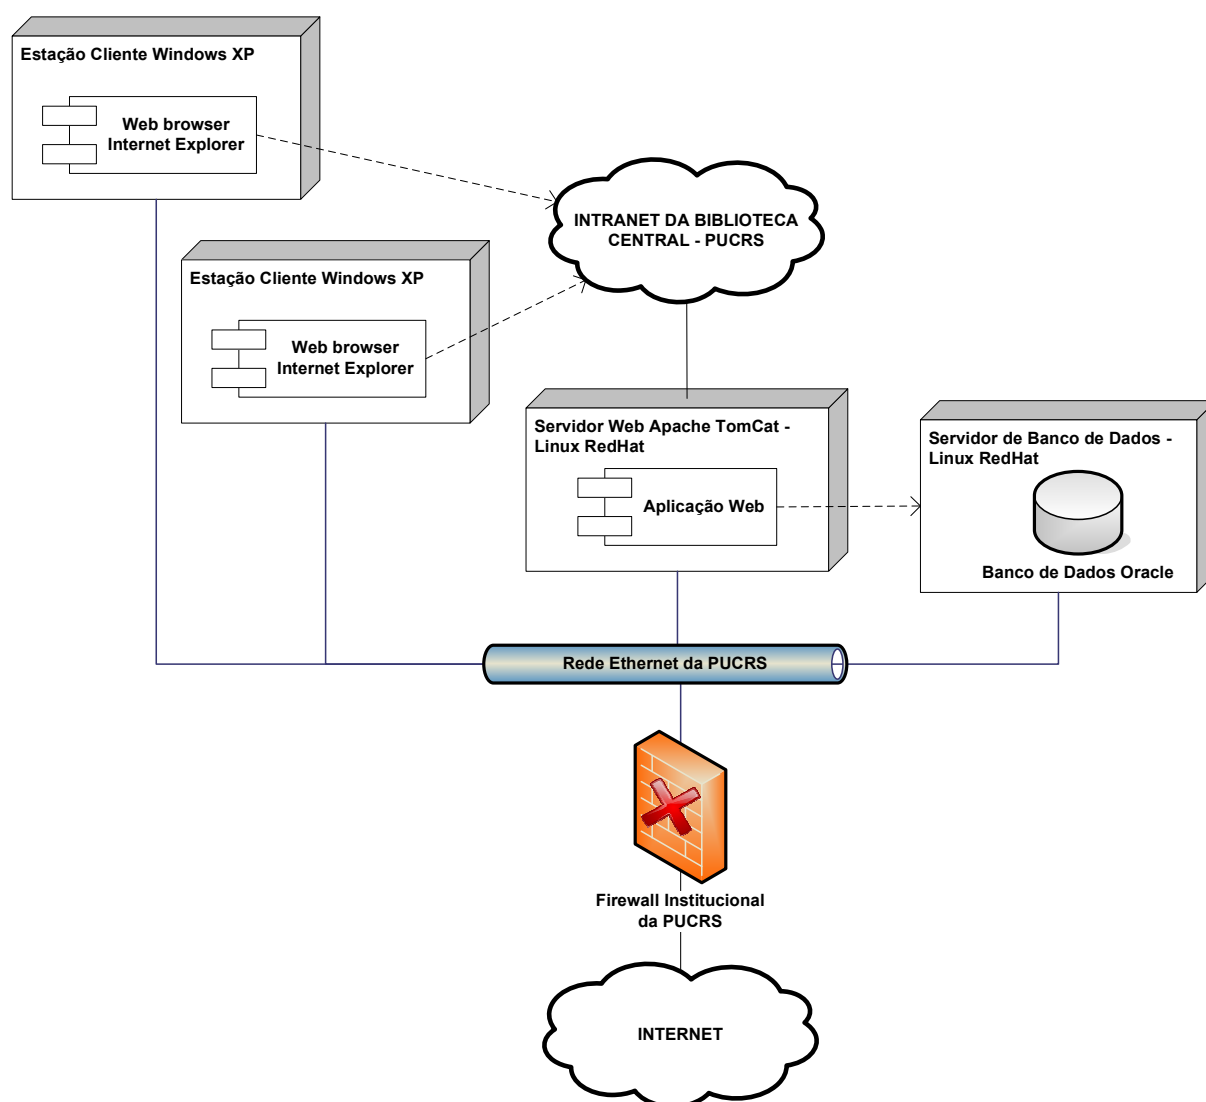 Estação Cliente Windows XP
Web browser
Internet Explorer
INTRANET DA BIBLIOTECA
CENTRAL - PUCRS
Estação Cliente Windows XP
Web browser
Internet Explorer
Servidor Web Apache TomCat -
Linux RedHat
Aplicação Web
Servidor de Banco de Dados -
Linux RedHat
Banco de Dados Oracle
Rede Ethernet da PUCRS
Firewall Institucional
da PUCRS
INTERNET